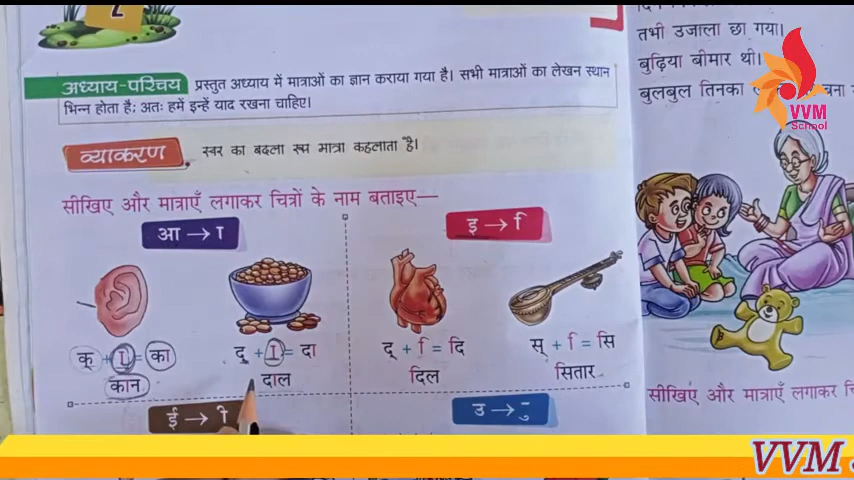 2
अध्याय-परिचय प्रस्तुत अध्याय में मात्राओं का ज्ञान कराया गया है। सभी मात्राओं का लेखन स्थान
भिन्न होता है; अतः हमें इन्हें याद रखना चाहिए।
व्याकरण स्वर का बदला रूप मात्रा कहलाता है।
सीखिए और मात्राएँ लगाकर चित्रों के नाम बताइए—
आ → ा
इ → ि
क् + ा = का
द् + ा = दा
द् + ि = दि
स् + ि = सि
कान
दाल
दिल
सितार
ई → ी
उ → ु
तभी उजाला छा गया।
बुढ़िया बीमार थी।
बुलबुल तिनका
सीखिए और मात्राएँ लगाकर
VVM
School
VVM